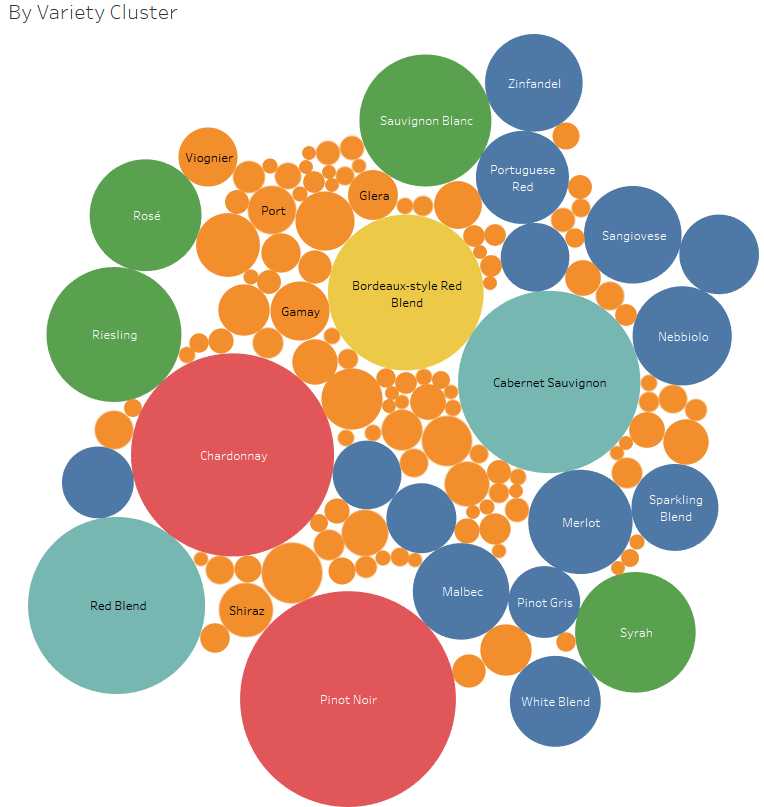 By Variety Cluster
Zinfandel
Sauvignon Blanc
Viognier
Portuguese
Red
Glera
Port
Rosé
Sangiovese
Bordeaux-style Red
Blend
Gamay
Riesling
Nebbiolo
Cabernet Sauvignon
Chardonnay
Sparkling
Blend
Merlot
Malbec
Pinot Gris
Red Blend
Shiraz
Syrah
Pinot Noir
White Blend